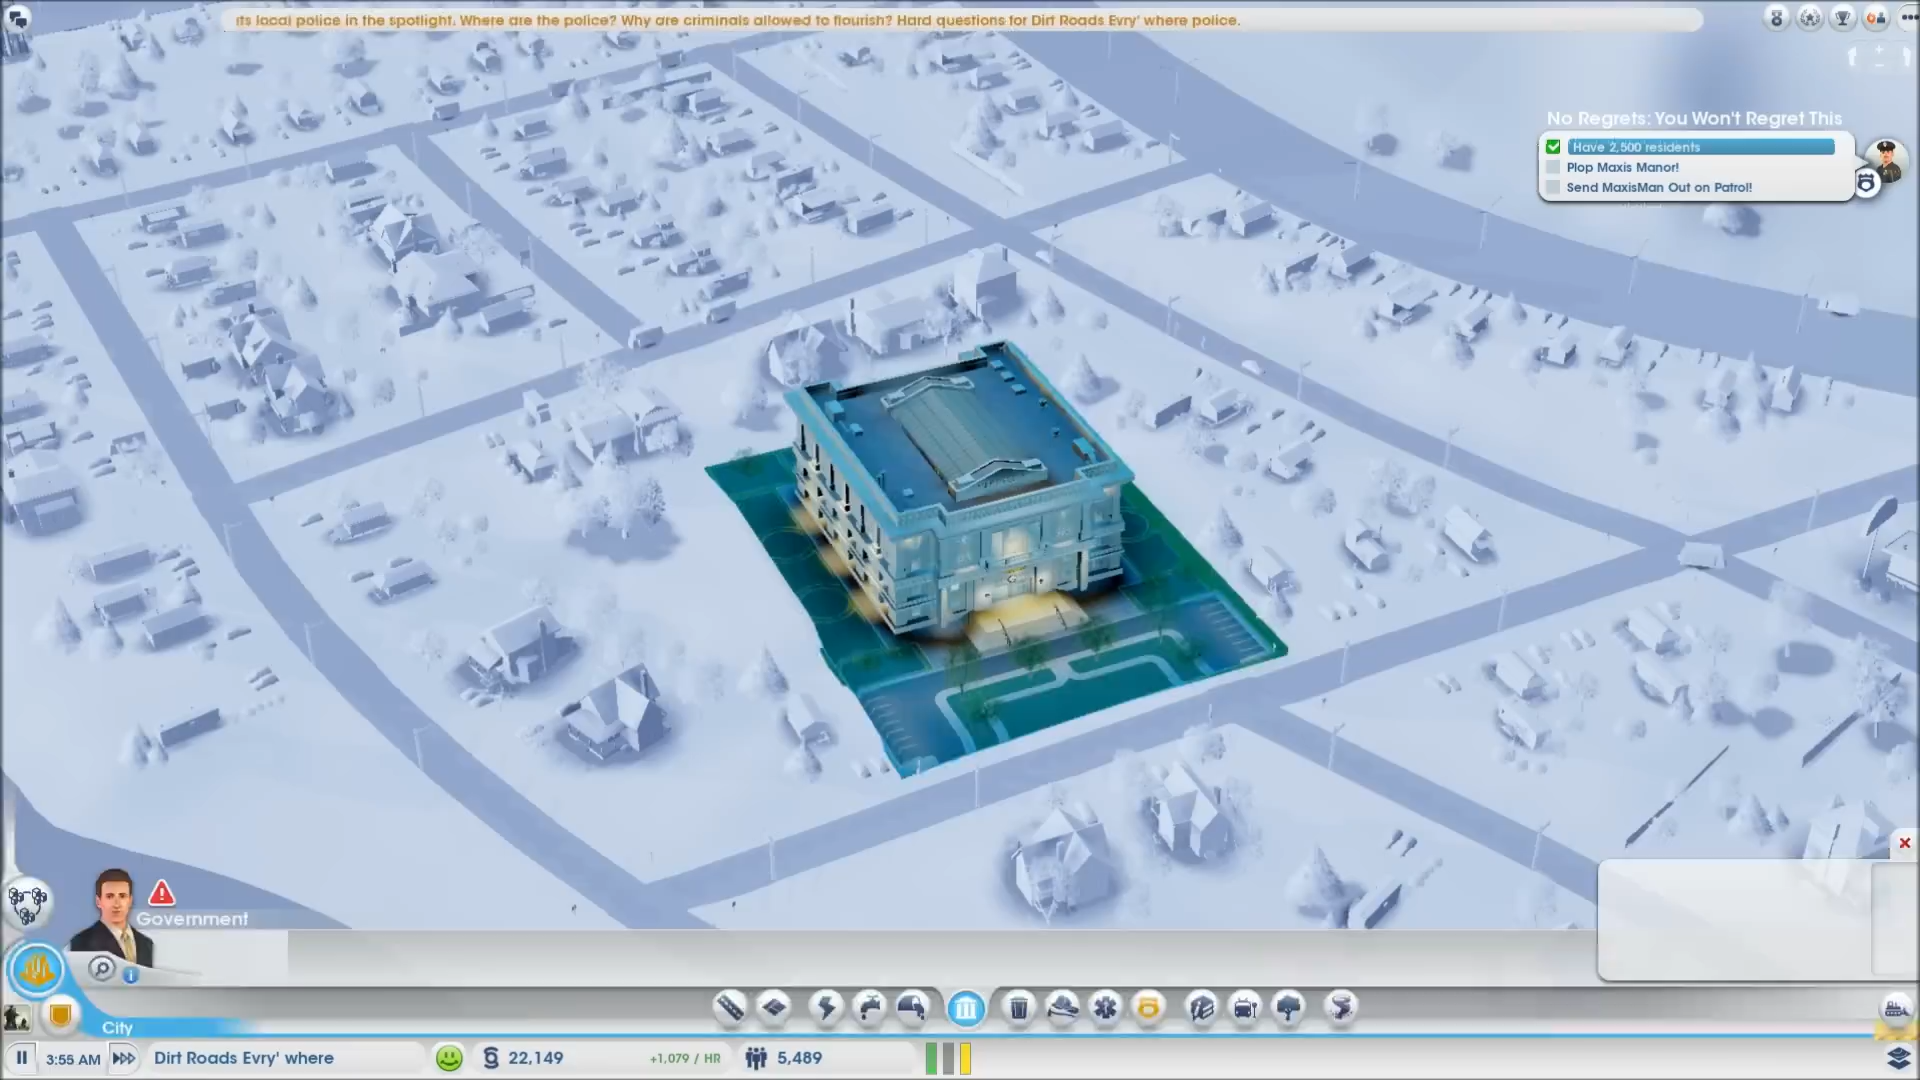 its local police in the spotlight. Where are the police? Why are criminals allowed to flourish? Hard questions for Dirt Roads Evry' where police.
No Regrets: You Won't Regret This
Have 2,500 residents
Plop Maxis Manor!
Send MaxisMan Out on Patrol!
Government
City
3:55 AM
Dirt Roads Evry' where
22,149
+1,079 / HR
5,489